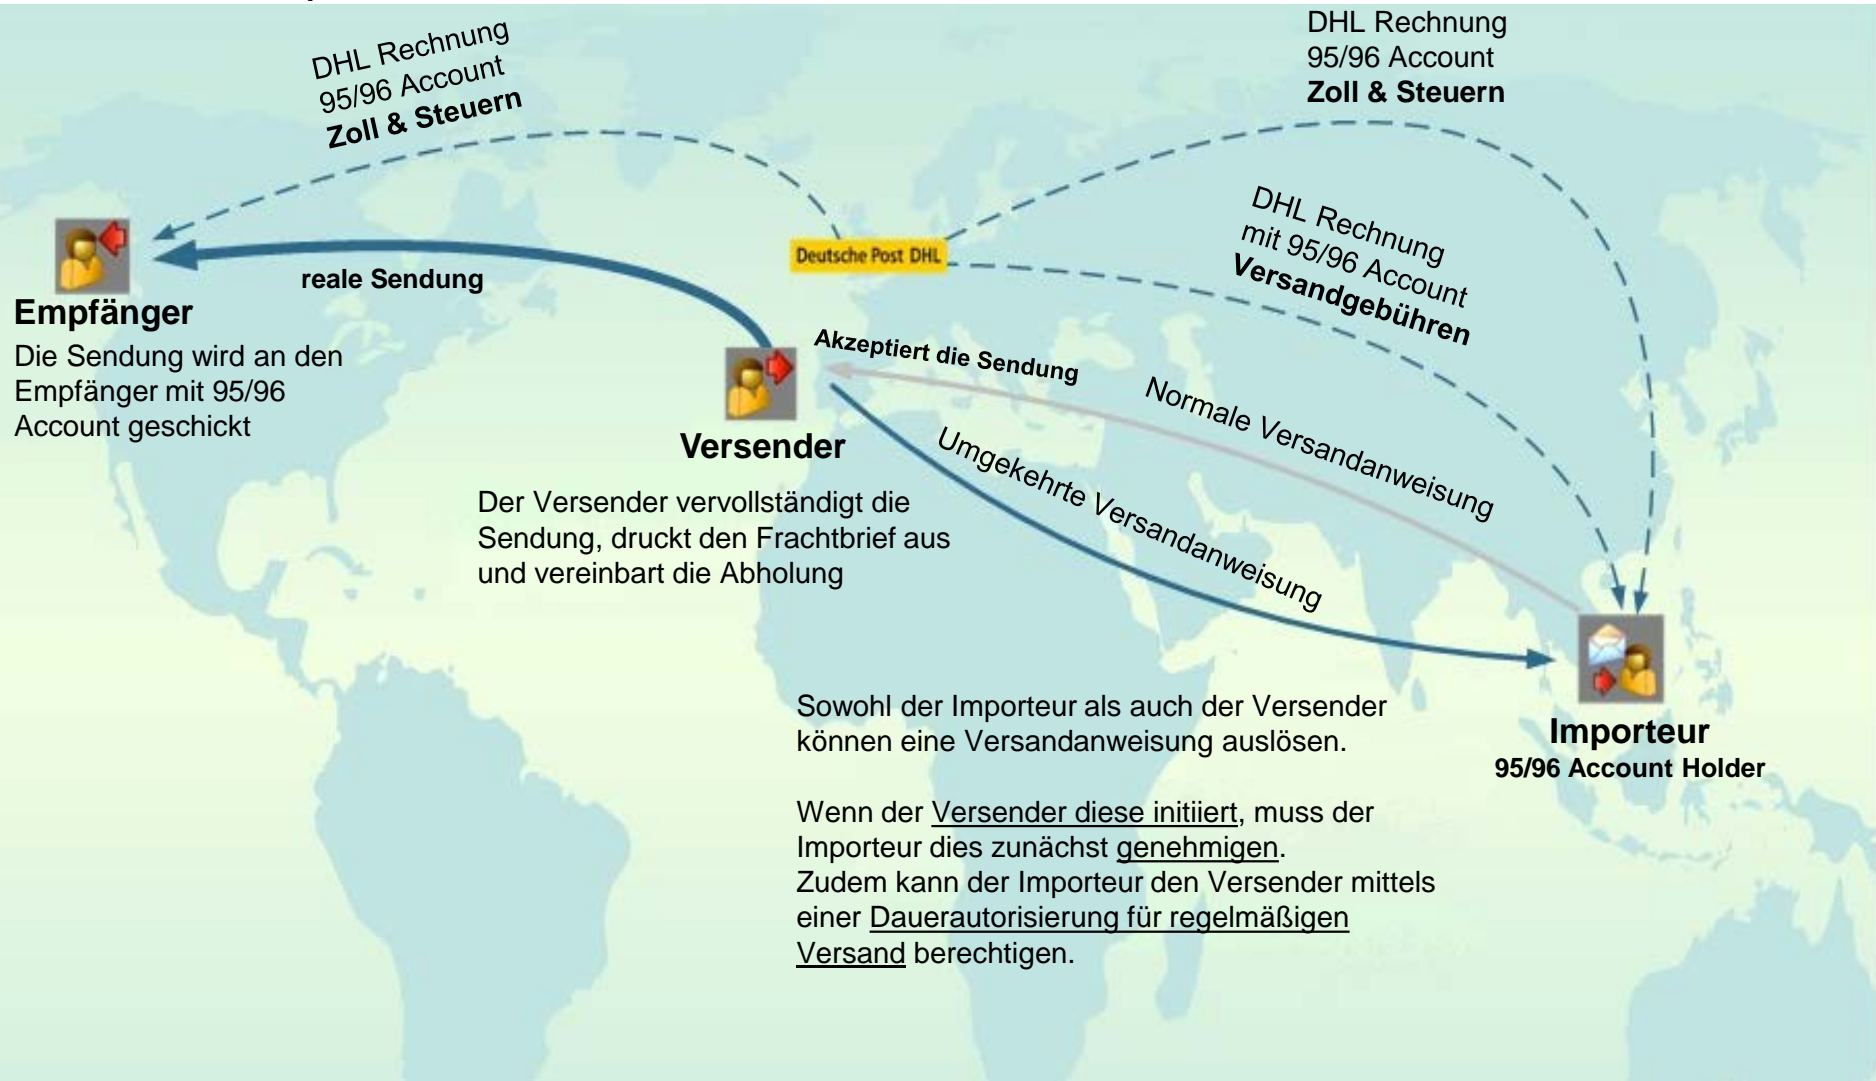 DHL Rechnung
95/96 Account
Zoll & Steuern
DHL Rechnung
95/96 Account
Zoll & Steuern
DHL Rechnung
mit 95/96 Account
Versandgebühren
Deutsche Post DHL
reale Sendung
Empfänger
Die Sendung wird an den
Empfänger mit 95/96
Account geschickt
Akzeptiert die Sendung
Normale Versandanweisung
Umgekehrte Versandanweisung
Versender
Der Versender vervollständigt die
Sendung, druckt den Frachtbrief aus
und vereinbart die Abholung
Importeur
95/96 Account Holder
Sowohl der Importeur als auch der Versender
können eine Versandanweisung auslösen.
Wenn der Versender diese initiiert, muss der
Importeur dies zunächst genehmigen.
Zudem kann der Importeur den Versender mittels
einer Dauerautorisierung für regelmäßigen
Versand berechtigen.